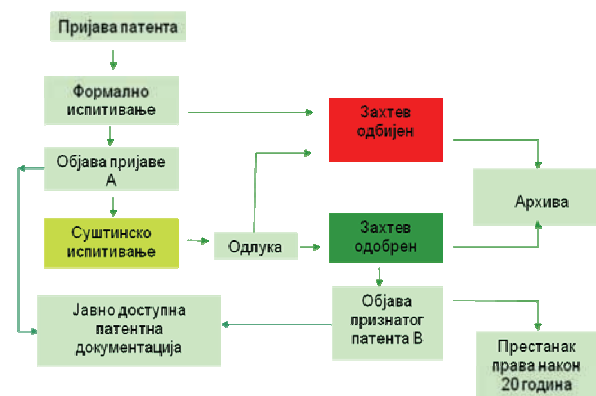 Пријава патента
Формално
испитивање
Захтев
одбијен
Објава пријаве
А
Архива
Суштинско
испитивање
Одлука
Захтев
одобрен
Јавно доступна
патентна
документација
Објава
признатог
патента В
Престанак
права након
20 година